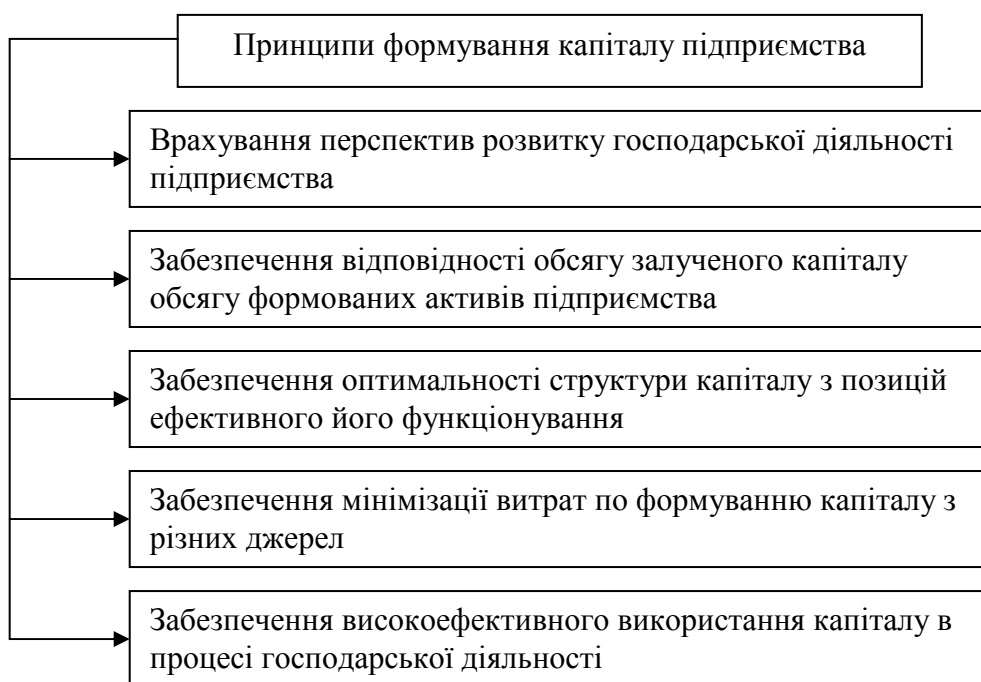 Принципи формування капіталу підприємства
Врахування перспектив розвитку господарської діяльності
підприємства
Забезпечення відповідності обсягу залученого капіталу
обсягу формованих активів підприємства
Забезпечення оптимальності структури капіталу з позицій
ефективного його функціонування
Забезпечення мінімізації витрат по формуванню капіталу з
різних джерел
Забезпечення високоефективного використання капіталу в
процесі господарської діяльності